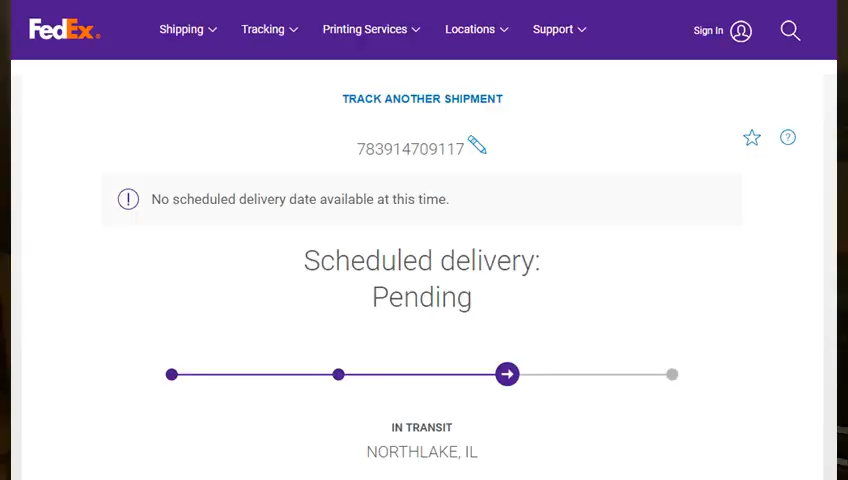 FedEx. Shipping Tracking Printing Services Locations Support Sign In
TRACK ANOTHER SHIPMENT
783914709117
No scheduled delivery date available at this time.
Scheduled delivery:
Pending
IN TRANSIT
NORTHLAKE, IL